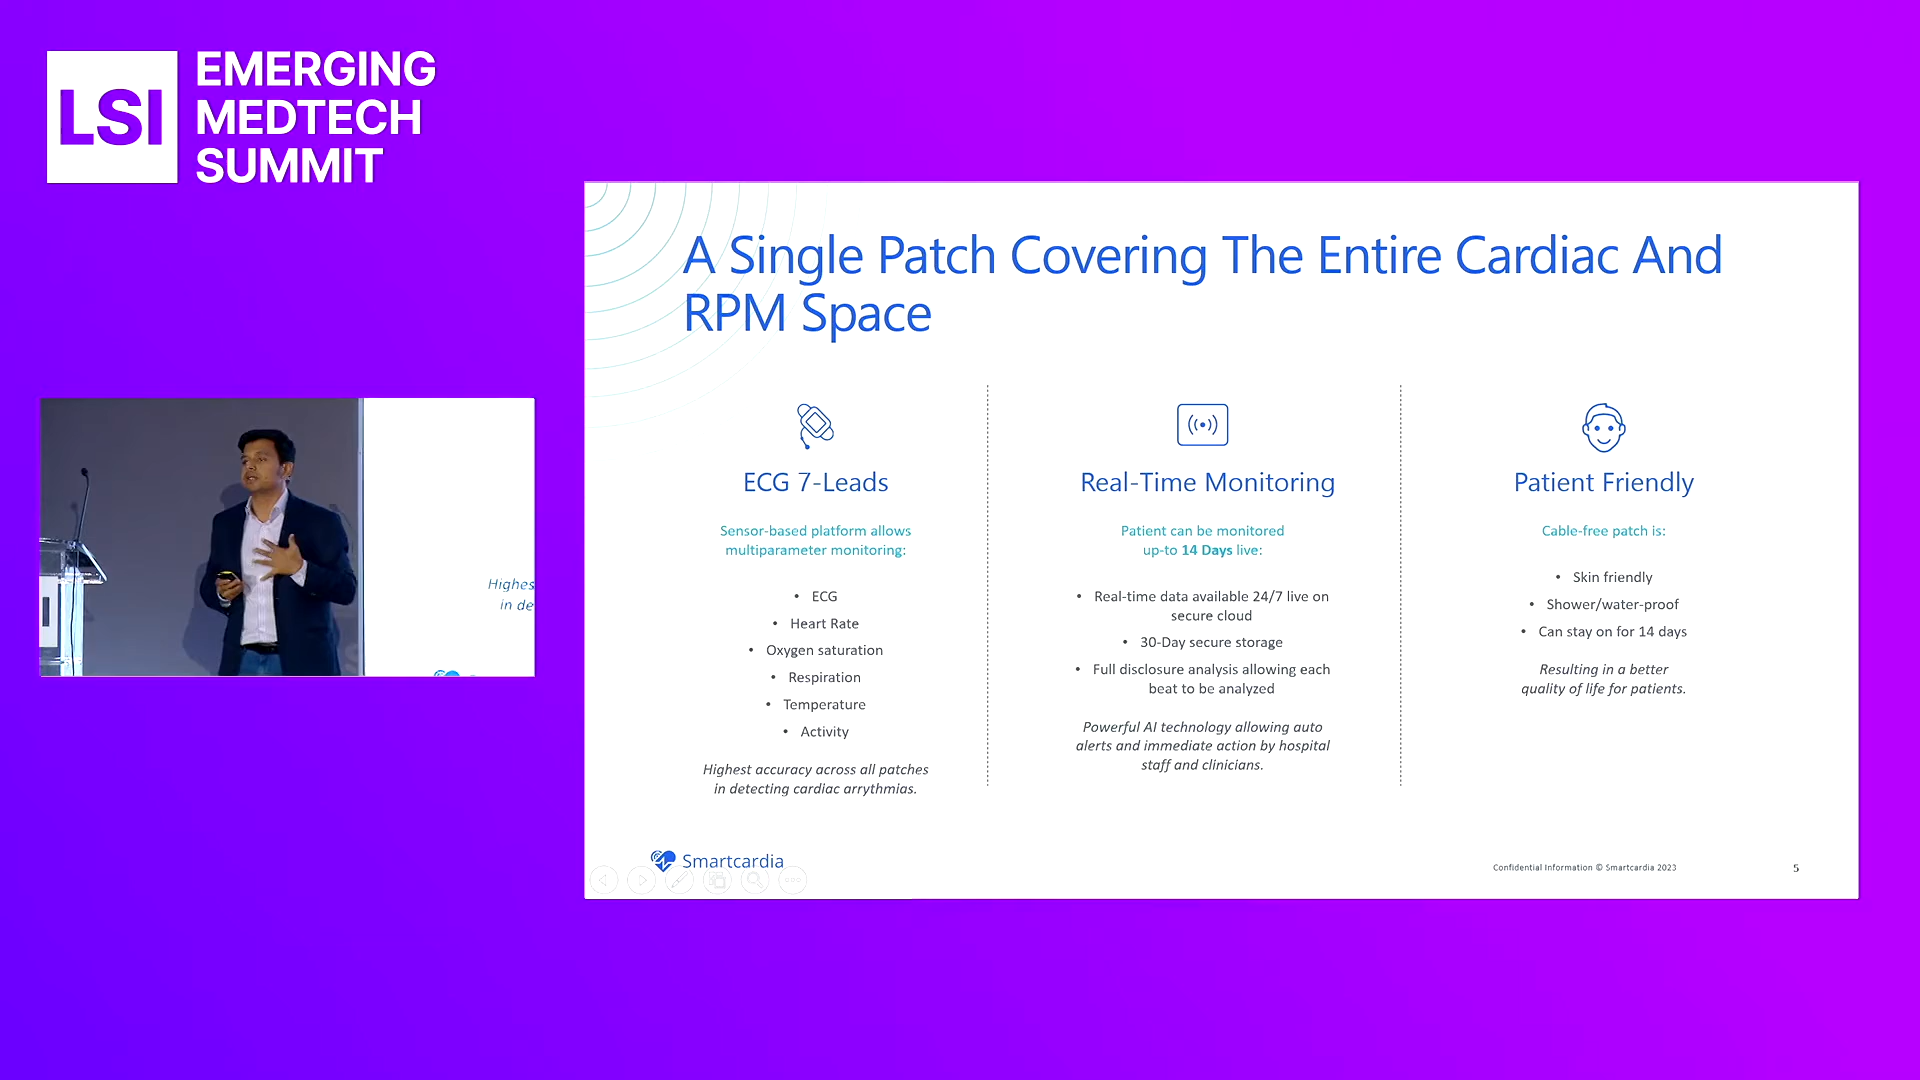 LSI
EMERGING
MEDTECH
SUMMIT
A Single Patch Covering The Entire Cardiac And
RPM Space
ECG 7-Leads
Sensor-based platform allows
multiparameter monitoring:
• ECG
• Heart Rate
• Oxygen saturation
• Respiration
• Temperature
• Activity
Highest accuracy across all patches
in detecting cardiac arrythmias.
Real-Time Monitoring
Patient can be monitored
up-to 14 Days live:
• Real-time data available 24/7 live on
secure cloud
• 30-Day secure storage
• Full disclosure analysis allowing each
beat to be analyzed
Powerful AI technology allowing auto
alerts and immediate action by hospital
staff and clinicians.
Patient Friendly
Cable-free patch is:
• Skin friendly
• Shower/water-proof
• Can stay on for 14 days
Resulting in a better
quality of life for patients.
Highes
in de
Smartcardia
Confidential Information © Smartcardia 2023
5